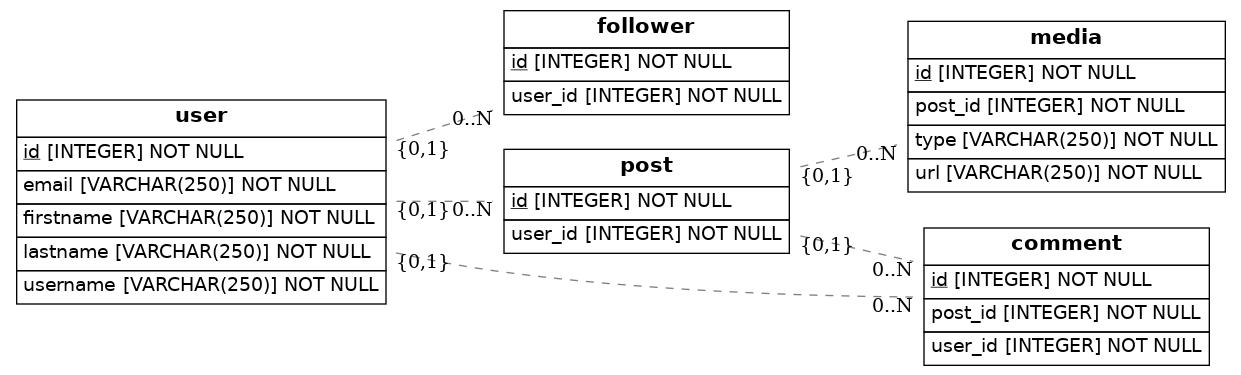 user
id [INTEGER] NOT NULL
email [VARCHAR(250)] NOT NULL
firstname [VARCHAR(250)] NOT NULL
lastname [VARCHAR(250)] NOT NULL
username [VARCHAR(250)] NOT NULL
{0,1}
0..N
{0,1}
0..N
{0,1}
0..N
follower
id [INTEGER] NOT NULL
user_id [INTEGER] NOT NULL
post
id [INTEGER] NOT NULL
user_id [INTEGER] NOT NULL
{0,1}
0..N
{0,1}
0..N
media
id [INTEGER] NOT NULL
post_id [INTEGER] NOT NULL
type [VARCHAR(250)] NOT NULL
url [VARCHAR(250)] NOT NULL
comment
id [INTEGER] NOT NULL
post_id [INTEGER] NOT NULL
user_id [INTEGER] NOT NULL